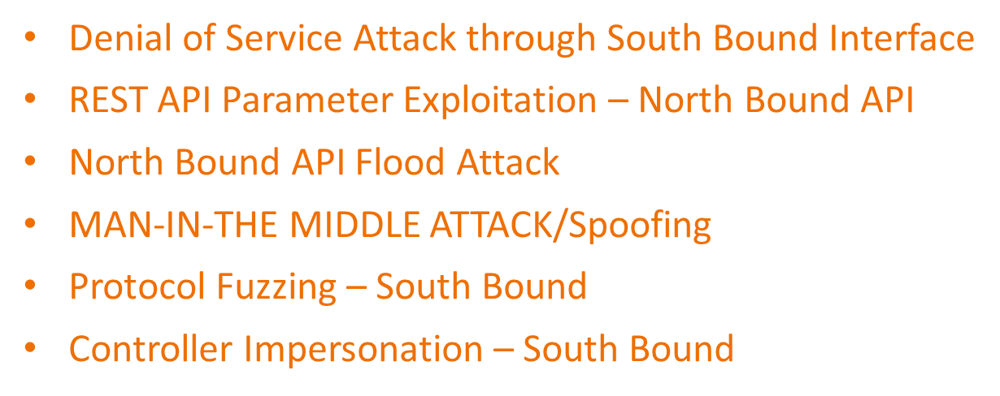 • Denial of Service Attack through South Bound Interface
• REST API Parameter Exploitation – North Bound API
• North Bound API Flood Attack
• MAN-IN-THE MIDDLE ATTACK/Spoofing
• Protocol Fuzzing – South Bound
• Controller Impersonation – South Bound